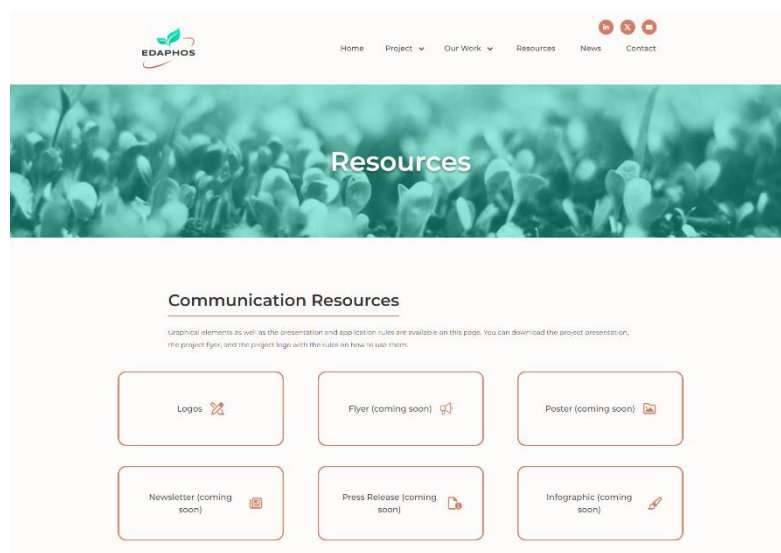 EDAPHOS
Home Project Our Work Resources News Contact
Resources
Communication Resources
Graphical elements as well as the presentation and application rules are available on this page. You can download the project presentation,
the project flyer, and the project logo with the rules on how to use them.
Logos
Flyer (coming soon)
Poster (coming soon)
Newsletter (coming
soon)
Press Release (coming
soon)
Infographic (coming
soon)